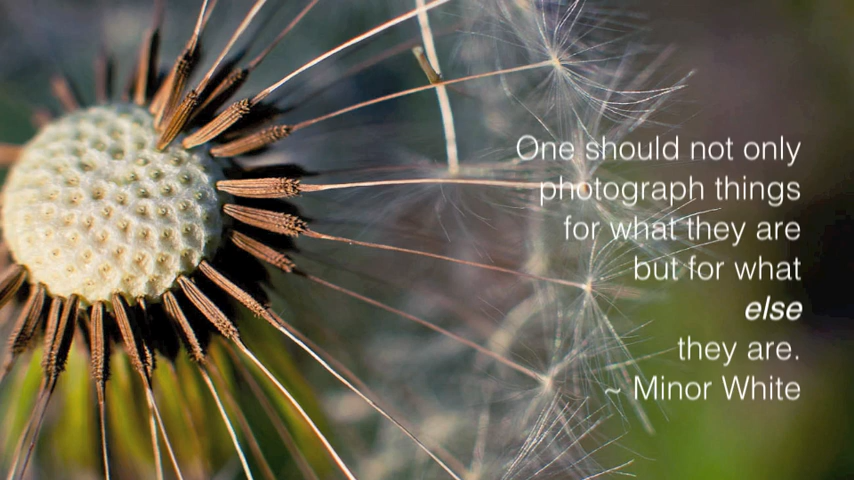 One should not only
photograph things
for what they are
but for what
else
they are.
~ Minor White